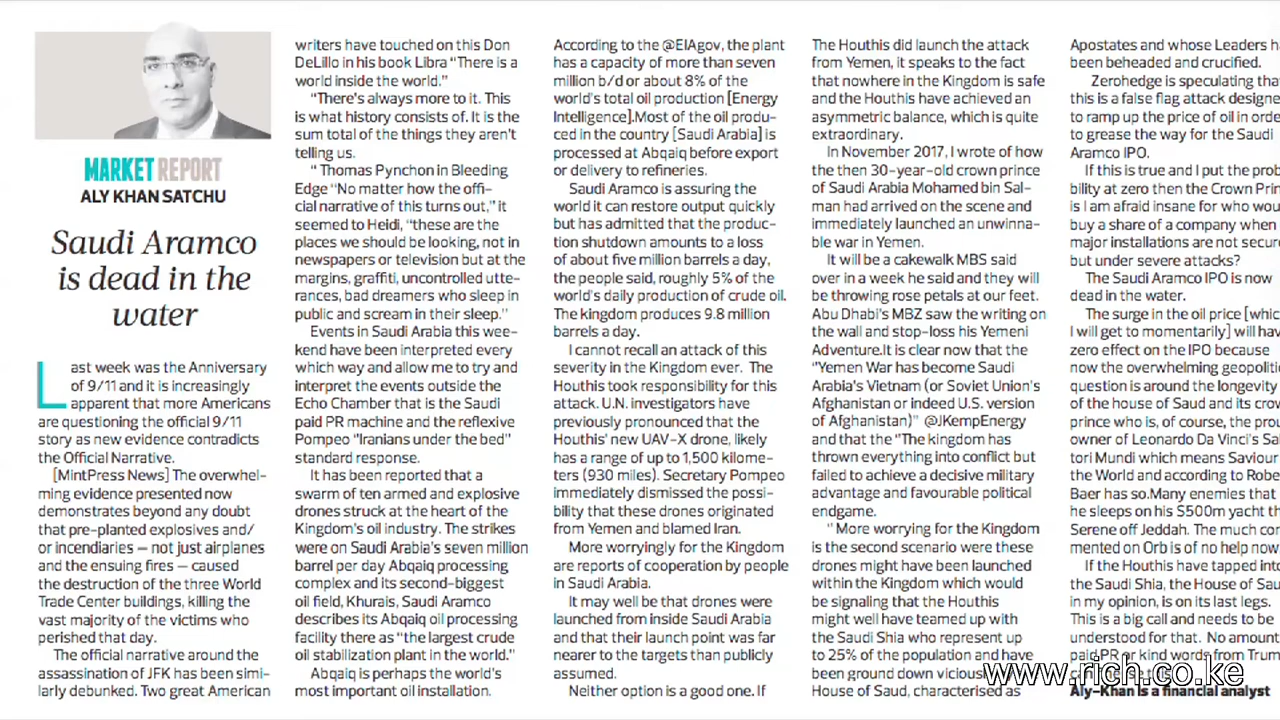 MARKET REPORT
ALY KHAN SATCHU
Saudi Aramco
is dead in the
water
Last week was the Anniversary
of 9/11 and it is increasingly
apparent that more Americans
are questioning the official 9/11
story as new evidence contradicts
the Official Narrative.
[MintPress News] The overwhel-
ming evidence presented now
demonstrates beyond any doubt
that pre-planted explosives and/
or incendiaries — not just airplanes
and the ensuing fires — caused
the destruction of the three World
Trade Center buildings, killing the
vast majority of the victims who
perished that day.
The official narrative around the
assassination of JFK has been simi-
larly debunked. Two great American
writers have touched on this Don
DeLillo in his book Libra "There is a
world inside the world."
"There's always more to it. This
is what history consists of. It is the
sum total of the things they aren't
telling us.
" Thomas Pynchon in Bleeding
Edge "No matter how the offi-
cial narrative of this turns out," it
seemed to Heidi, "these are the
places we should be looking, not in
newspapers or television but at the
margins, graffiti, uncontrolled utte-
rances, bad dreamers who sleep in
public and scream in their sleep."
Events in Saudi Arabia this wee-
kend have been interpreted every
which way and allow me to try and
interpret the events outside the
Echo Chamber that is the Saudi
paid PR machine and the reflexive
Pompeo "Iranians under the bed"
standard response.
It has been reported that a
swarm of ten armed and explosive
drones struck at the heart of the
Kingdom's oil industry. The strikes
were on Saudi Arabia's seven million
barrel per day Abqaiq processing
complex and its second-biggest
oil field, Khurais, Saudi Aramco
describes its Abqaiq oil processing
facility there as "the largest crude
oil stabilization plant in the world."
Abqaiq is perhaps the world's
most important oil installation.
According to the @EIAgov, the plant
has a capacity of more than seven
million b/d or about 8% of the
world's total oil production [Energy
Intelligence].Most of the oil produ-
ced in the country [Saudi Arabia] is
processed at Abqaiq before export
or delivery to refineries.
Saudi Aramco is assuring the
world it can restore output quickly
but has admitted that the produc-
tion shutdown amounts to a loss
of about five million barrels a day,
the people said, roughly 5% of the
world's daily production of crude oil.
The kingdom produces 9.8 million
barrels a day.
I cannot recall an attack of this
severity in the Kingdom ever. The
Houthis took responsibility for this
attack. U.N. investigators have
previously pronounced that the
Houthis' new UAV-X drone, likely
has a range of up to 1,500 kilome-
ters (930 miles). Secretary Pompeo
immediately dismissed the possi-
bility that these drones originated
from Yemen and blamed Iran.
More worryingly for the Kingdom
are reports of cooperation by people
in Saudi Arabia.
It may well be that drones were
launched from inside Saudi Arabia
and that their launch point was far
nearer to the targets than publicly
assumed.
Neither option is a good one. If
The Houthis did launch the attack
from Yemen, it speaks to the fact
that nowhere in the Kingdom is safe
and the Houthis have achieved an
asymmetric balance, which is quite
extraordinary.
In November 2017, I wrote of how
the then 30-year-old crown prince
of Saudi Arabia Mohamed bin Sal-
man had arrived on the scene and
immediately launched an unwinna-
ble war in Yemen.
It will be a cakewalk MBS said
over in a week he said and they will
be throwing rose petals at our feet.
Abu Dhabi's MBZ saw the writing on
the wall and stop-loss his Yemeni
Adventure.It is clear now that the
"Yemen War has become Saudi
Arabia's Vietnam (or Soviet Union's
Afghanistan or indeed U.S. version
of Afghanistan)" @JKempEnergy
and that the "The kingdom has
thrown everything into conflict but
failed to achieve a decisive military
advantage and favourable political
endgame.
" More worrying for the Kingdom
is the second scenario were these
drones might have been launched
within the Kingdom which would
be signaling that the Houthis
might well have teamed up with
the Saudi Shia who represent up
to 25% of the population and have
been ground down viciously
House of Saud, characterised as
Apostates and whose Leaders h
been beheaded and crucified.
Zerohedge is speculating tha
this is a false flag attack designe
to ramp up the price of oil in orde
to grease the way for the Saudi
Aramco IPO.
If this is true and I put the prob
bility at zero then the Crown Prin
is I am afraid insane for who wou
buy a share of a company when
major installations are not secur
but under severe attacks?
The Saudi Aramco IPO is now
dead in the water.
The surge in the oil price [whic
I will get to momentarily] will hav
zero effect on the IPO because
now the overwhelming geopoliti
question is around the longevity
of the house of Saud and its crow
prince who is, of course, the prou
owner of Leonardo Da Vinci's Sa
tori Mundi which means Saviour
the World and according to Robe
Baer has so.Many enemies that
he sleeps on his $500m yacht th
Serene off Jeddah. The much co
mented on Orb is of no help now.
If the Houthis have tapped into
the Saudi Shia, the House of Sau
in my opinion, is on its last legs.
This is a big call and needs to be
understood for that. No amount
paid PR or kind words from Trum
www.rich.co.ke
Aly-Khan is a financial analyst